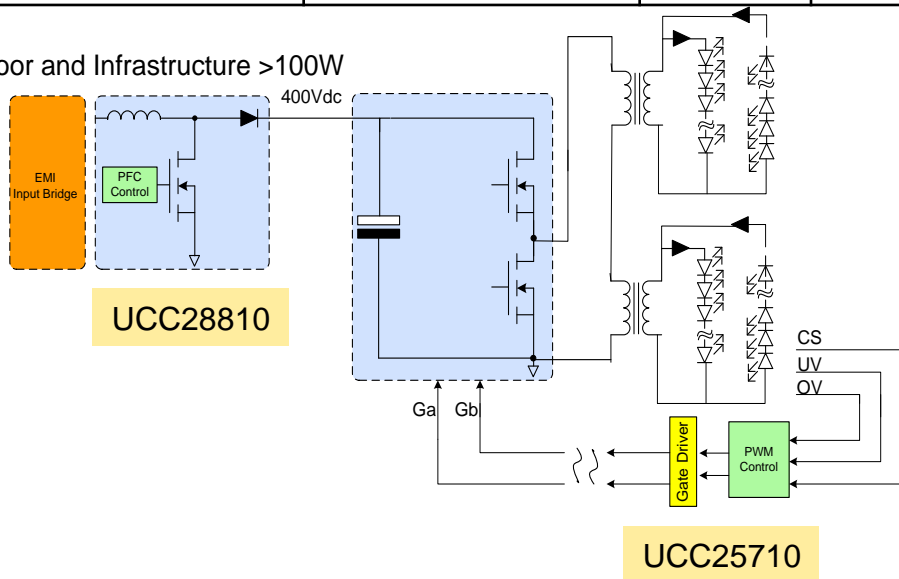 and Infrastructure >100W
400Vdc
EMI
Input Bridge
PFC
Control
UCC28810
CS
UV
OV
Ga
Gb
Gate Driver
PWM
Control
UCC25710